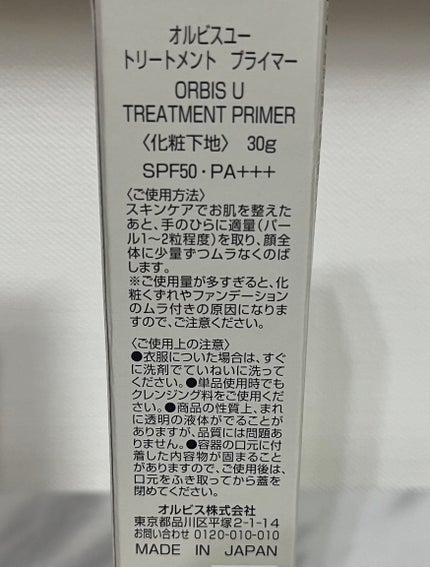 オルビスユー
トリートメント プライマー
ORBIS U
TREATMENT PRIMER
〈化粧下地〉 30g
SPF50・PA+++
〈ご使用方法〉
スキンケアでお肌を整えた
あと、手のひらに適量(パー
ル1〜2粒程度)を取り、顔全
体に少量ずつムラなくのば
します。
※ご使用量が多すぎると、化
粧くずれやファンデーション
のムラ付きの原因になりま
すので、ご注意ください。
〈ご使用上の注意〉
●衣服についた場合は、すぐ
に洗剤でていねいに洗って
ください。●単品使用時でも
クレンジング料をご使用くだ
さい。●商品の性質上、まれ
に透明の液体がでることが
ありますが、品質には問題あ
りません。●容器の口元に付
着した内容物が固まること
がありますので、ご使用後は、
口元をふき取ってから蓋を
閉めてください。
オルビス株式会社
東京都品川区平塚2-1-14
お問い合わせ 0120-010-010
MADE IN JAPAN